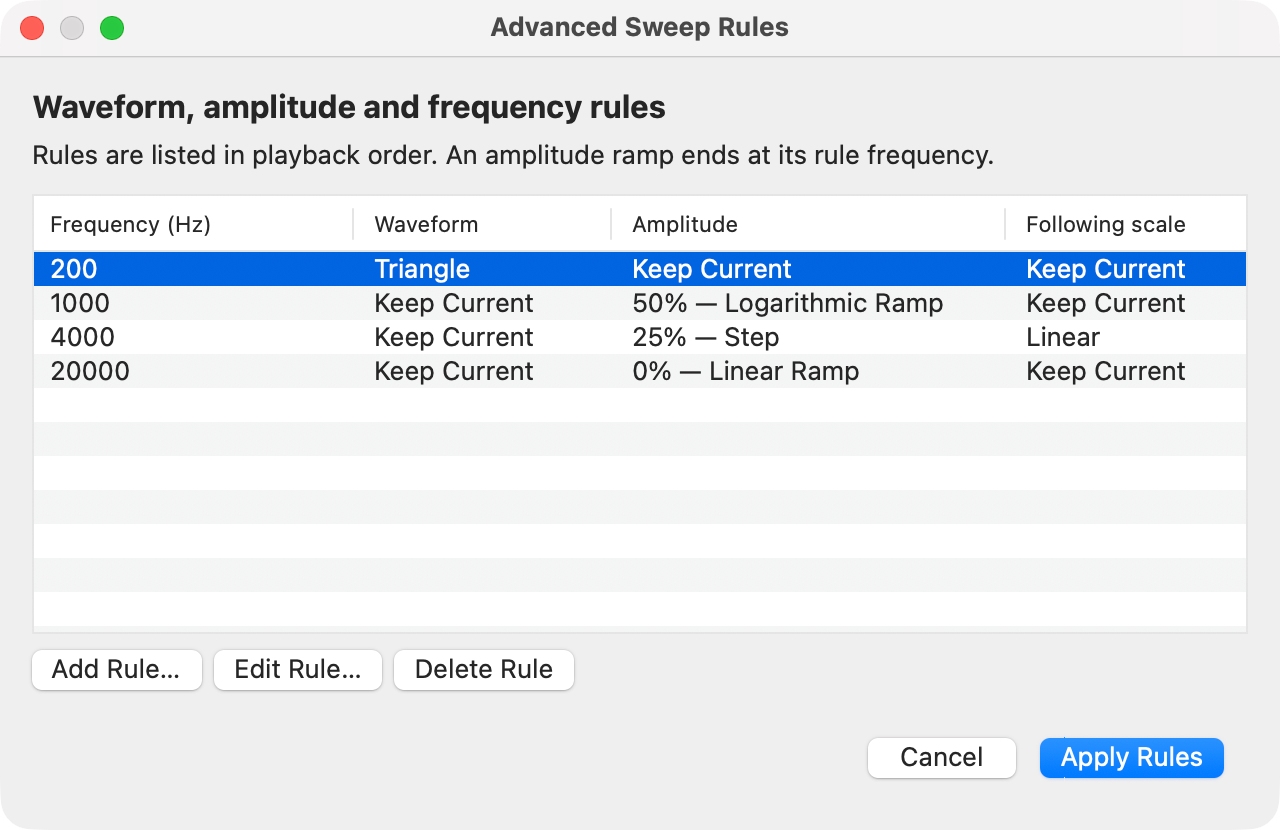 Advanced Sweep Rules
Waveform, amplitude and frequency rules
Rules are listed in playback order. An amplitude ramp ends at its rule frequency.
Frequency (Hz) Waveform Amplitude Following scale
200 Triangle Keep Current Keep Current
1000 Keep Current 50% — Logarithmic Ramp Keep Current
4000 Keep Current 25% — Step Linear
20000 Keep Current 0% — Linear Ramp Keep Current
Add Rule... Edit Rule... Delete Rule
Cancel Apply Rules